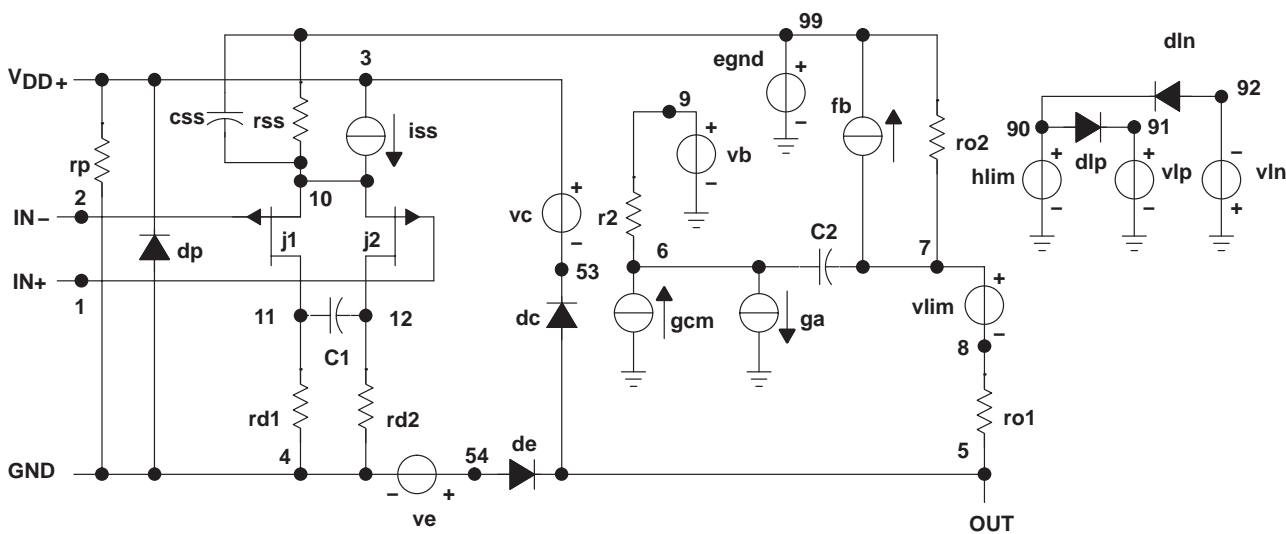 99
dln
egnd
3
VDD+
92
fb
9
css
rss
iss
90
91
ro2
vb
dlp
rp
hlim
vlp
vln
10
2
IN−
vc
r2
j1
j2
C2
dp
6
7
IN+
53
1
vlim
gcm
ga
11
12
dc
8
C1
rd1
rd2
ro1
de
5
4
54
GND
ve
OUT